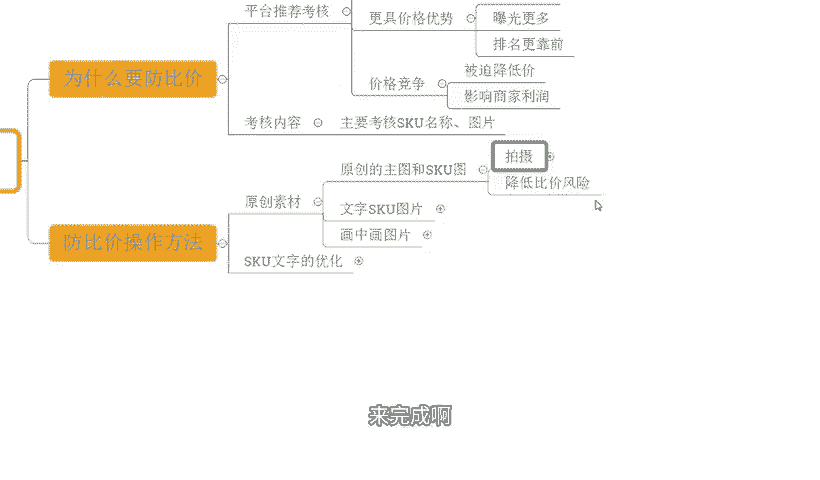 平台推荐考核
更具价格优势
曝光更多
排名更靠前
为什么要防比价
价格竞争
被迫降低价
影响商家利润
考核内容
主要考核SKU名称、图片
拍摄
原创的主图和SKU图
降低比价风险
原创素材
文字SKU图片
画中画图片
防比价操作方法
SKU文字的优化
来完成啊